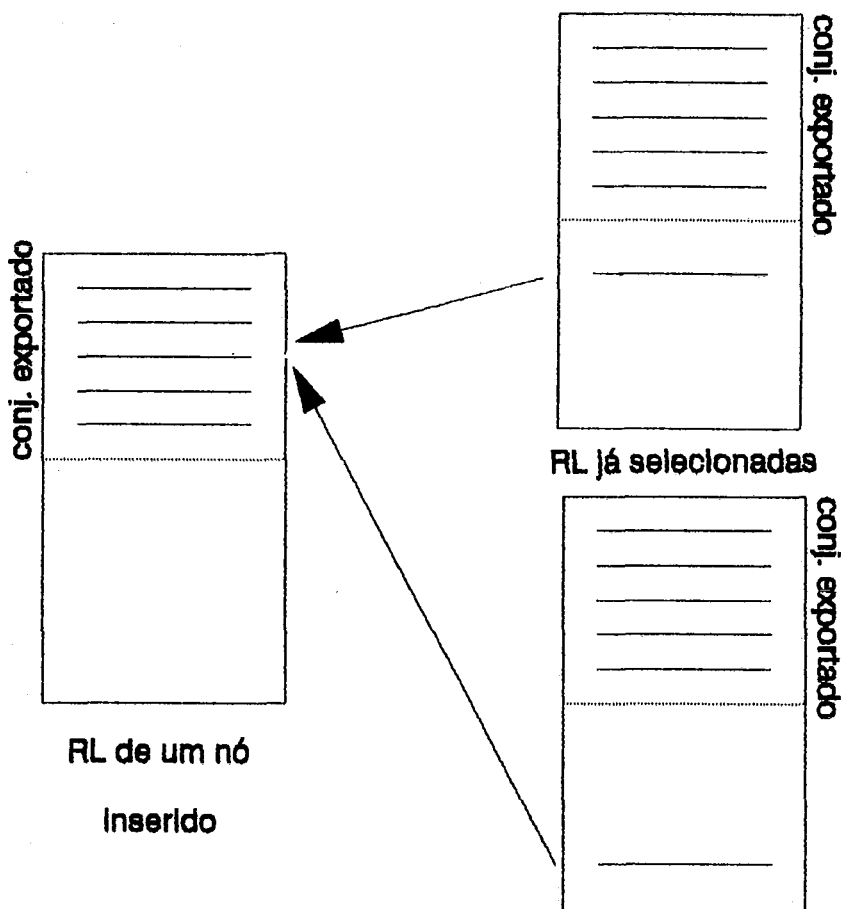 conj. exportado
conj. exportado
RL já selecionadas
conj. exportado
RL de um nó
inserido